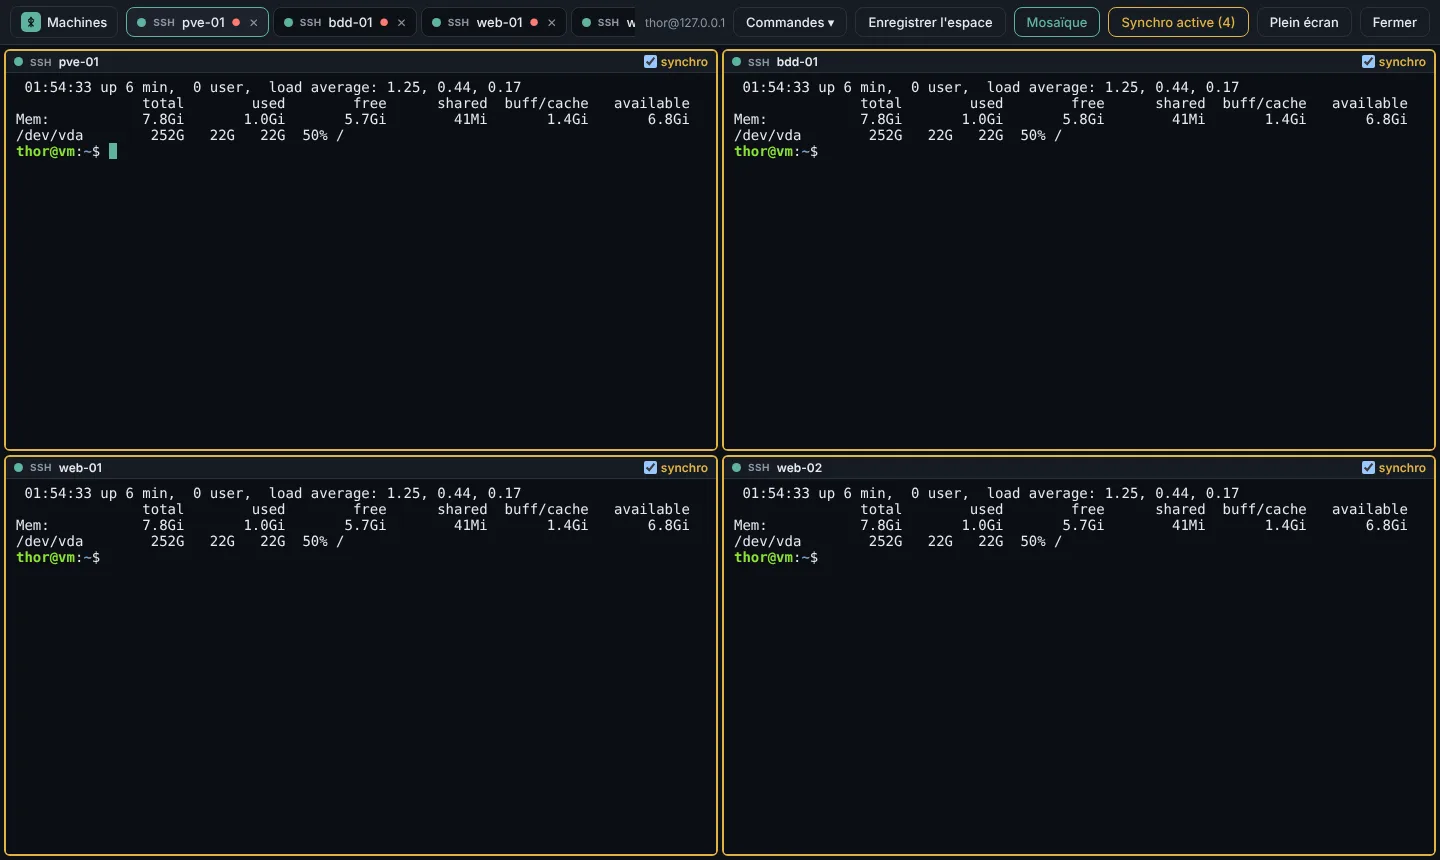 Machines SSH pve-01 × SSH bdd-01 × SSH web-01 × SSH thor@127.0.0.1 Commandes ▾ Enregistrer l'espace Mosaïque Synchro active (4) Plein écran Fermer
SSH pve-01 synchro
01:54:33 up 6 min,  0 user,  load average: 1.25, 0.44, 0.17
total used free shared buff/cache available
Mem: 7.8Gi 1.0Gi 5.7Gi 41Mi 1.4Gi 6.8Gi
/dev/vda 252G 22G 22G 50% /
thor@vm:~$
SSH bdd-01 synchro
01:54:33 up 6 min,  0 user,  load average: 1.25, 0.44, 0.17
total used free shared buff/cache available
Mem: 7.8Gi 1.0Gi 5.8Gi 41Mi 1.4Gi 6.8Gi
/dev/vda 252G 22G 22G 50% /
thor@vm:~$
SSH web-01 synchro
01:54:33 up 6 min,  0 user,  load average: 1.25, 0.44, 0.17
total used free shared buff/cache available
Mem: 7.8Gi 1.0Gi 5.7Gi 41Mi 1.4Gi 6.8Gi
/dev/vda 252G 22G 22G 50% /
thor@vm:~$
SSH web-02 synchro
01:54:33 up 6 min,  0 user,  load average: 1.25, 0.44, 0.17
total used free shared buff/cache available
Mem: 7.8Gi 1.0Gi 5.7Gi 41Mi 1.4Gi 6.8Gi
/dev/vda 252G 22G 22G 50% /
thor@vm:~$